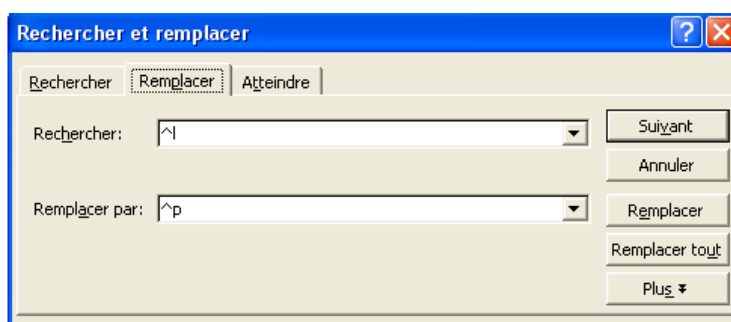 Rechercher et remplacer
Rechercher Remplacer Atteindre
Rechercher: ^l Suivant
Annuler
Remplacer par: ^p Remplacer
Remplacer tout
Plus